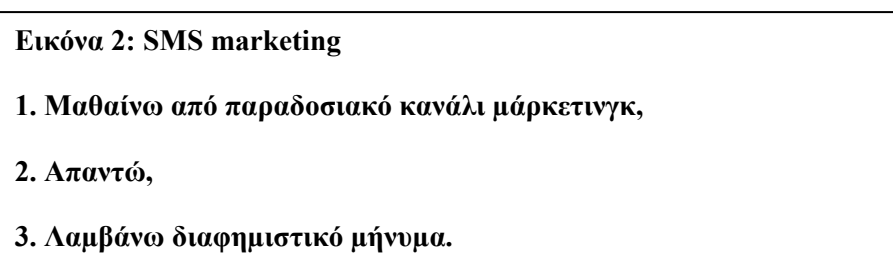 Εικόνα 2: SMS marketing
1. Μαθαίνω από παραδοσιακό κανάλι μάρκετινγκ,
2. Απαντώ,
3. Λαμβάνω διαφημιστικό μήνυμα.